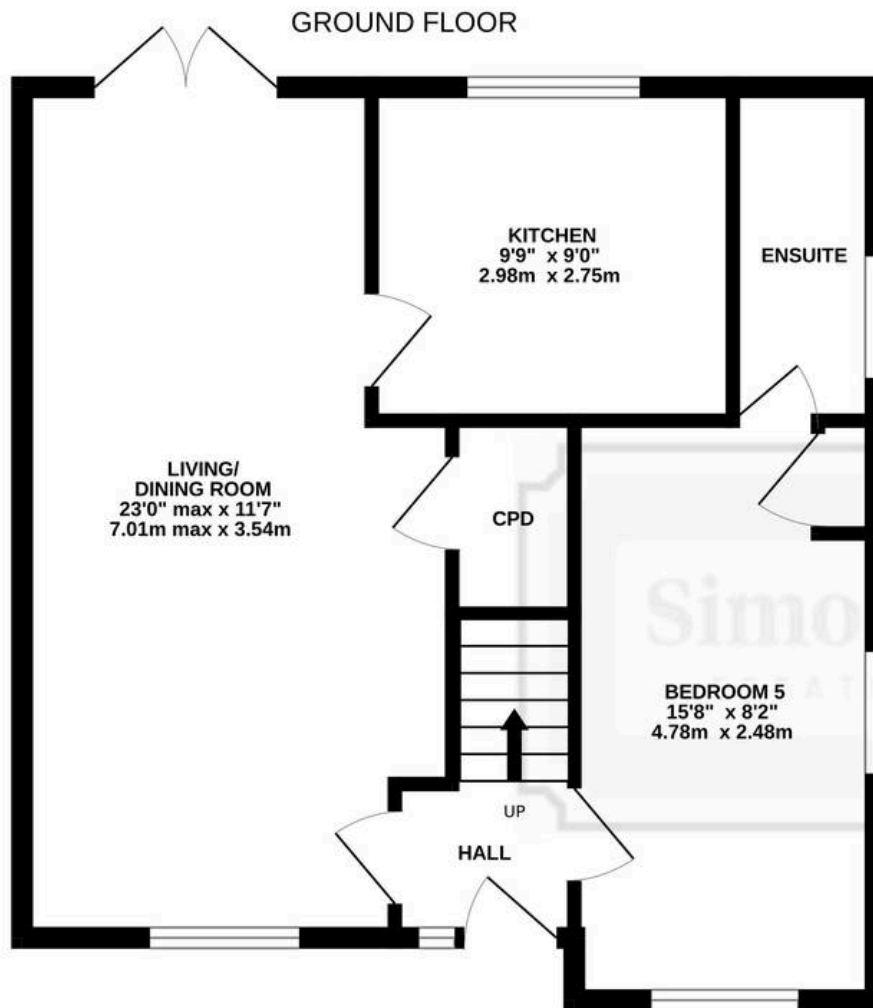 GROUND FLOOR
KITCHEN
9'9" x 9'0"
2.98m x 2.75m
ENSUITE
LIVING/
DINING ROOM
23'0" max x 11'7"
7.01m max x 3.54m
CPD
Simo
BEDROOM 5
15'8" x 8'2"
4.78m x 2.48m
UP
HALL